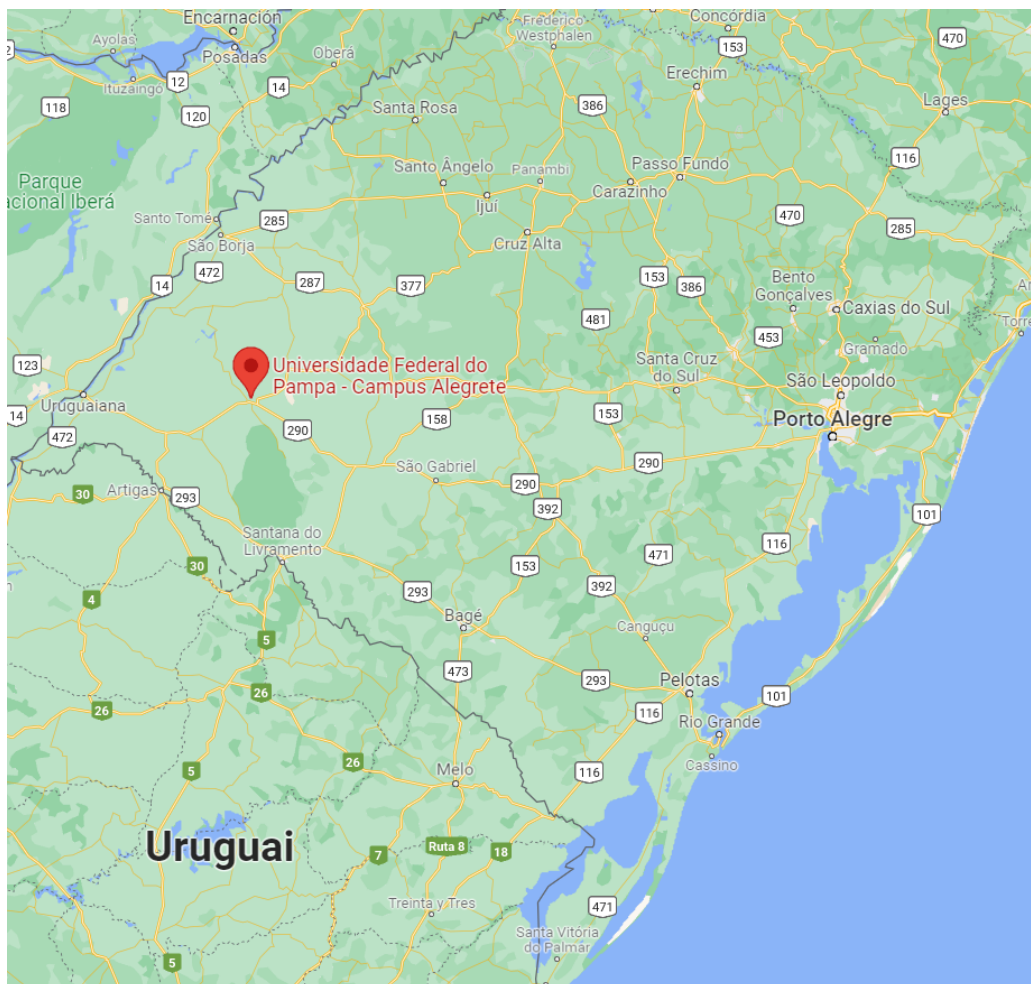 Encarnación
Posadas
Ayolas
Ituzaingó
12
14
118
120
Oberá
Frederico
Westphalen
Concórdia
153
470
Erechim
Lages
386
Santa Rosa
116
Parque
acional Iberá
Santo Ângelo
Panambi
Passo Fundo
Carazinho
Ijuí
Santo Tomé
285
São Borja
Cruz Alta
470
285
14
472
287
377
153
386
Bento
Gonçalves
Caxias do Sul
481
453
Torre
Gramado
123
Universidade Federal do
Pampa - Campus Alegrete
Santa Cruz
do Sul
São Leopoldo
Uruguaiana
14
472
290
158
153
Porto Alegre
São Gabriel
290
290
30
Artigas
293
392
101
Santana do
Livramento
471
116
30
153
4
293
392
Bagé
Canguçu
5
473
293
Pelotas
26
26
116
101
Rio Grande
Cassino
5
26
116
Melo
Uruguai
Ruta 8
7
18
Treinta y Tres
471
Santa Vitória
do Palmar
5